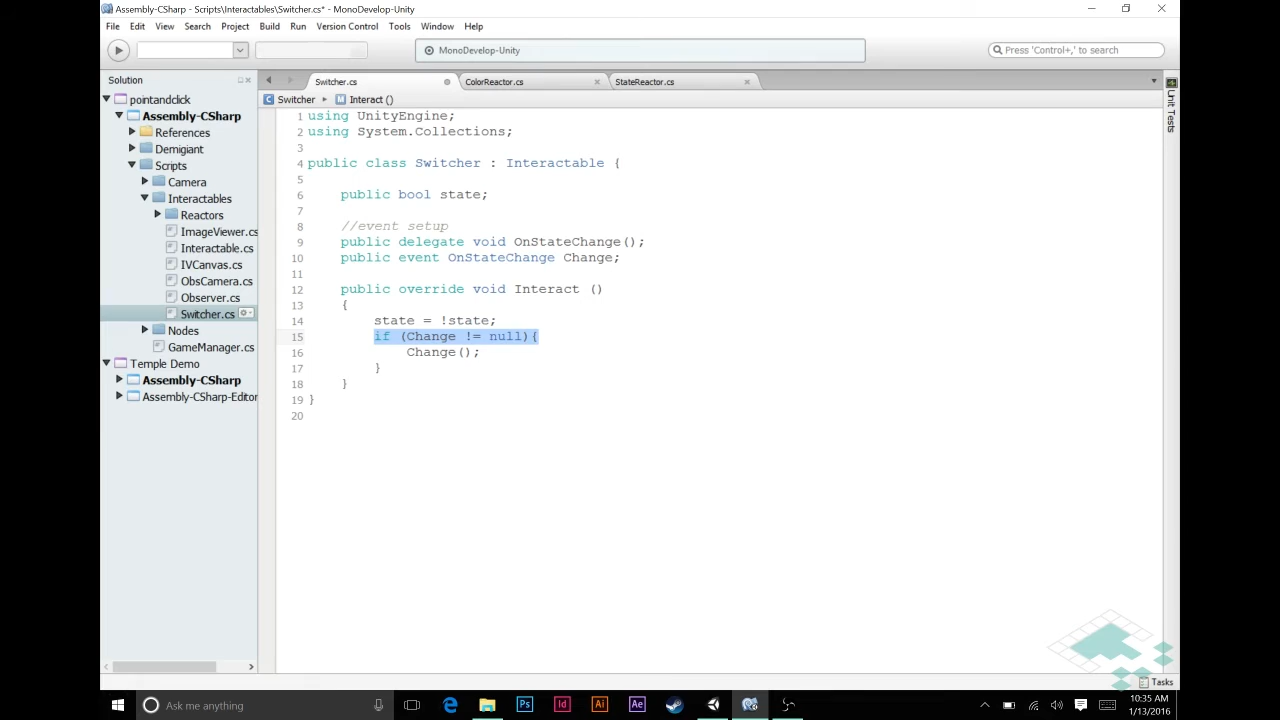 Assembly-CSharp - Scripts\Interactables\Switcher.cs* - MonoDevelop-Unity
File Edit View Search Project Build Run Version Control Tools Window Help
MonoDevelop-Unity
Press 'Control+,' to search
Solution
Switcher.cs ColorReactor.cs StateReactor.cs
Unit Tests
pointandclick
Assembly-CSharp
References
Demigiant
Scripts
Camera
Interactables
Reactors
ImageViewer.cs
Interactable.cs
IVCanvas.cs
ObsCamera.cs
Observer.cs
Switcher.cs
Nodes
GameManager.cs
Temple Demo
Assembly-CSharp
Assembly-CSharp-Editor
Switcher Interact ()
1 using UnityEngine;
2 using System.Collections;
3
4 public class Switcher : Interactable {
5
6 public bool state;
7
8 //event setup
9 public delegate void OnStateChange();
10 public event OnStateChange Change;
11
12 public override void Interact ()
13 {
14 state = !state;
15 if (Change != null){
16 Change();
17 }
18 }
19 }
20
Tasks
Ask me anything
Ps Id Ai Ae
10:35 AM
1/13/2016